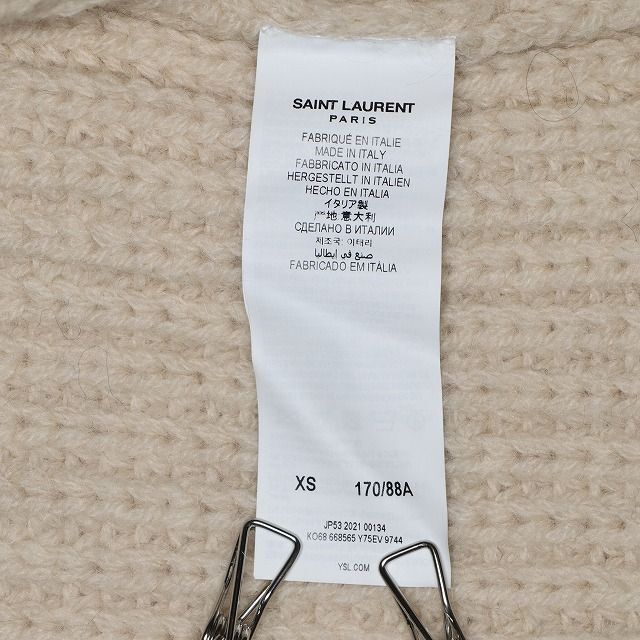 SAINT LAURENT
PARIS
FABRIQUÉ EN ITALIE
MADE IN ITALY
FABBRICATO IN ITALIA
HERGESTELLT IN ITALIEN
HECHO EN ITALIA
イタリア製
地 意大利
СДЕЛАНО В ИТАЛИИ
제조국: 이태리
صنع في إيطاليا
FABRICADO EM ITÁLIA
XS 170/88A
JP53 2021 00134
KO68 668565 Y75EV 9744
YSL.COM